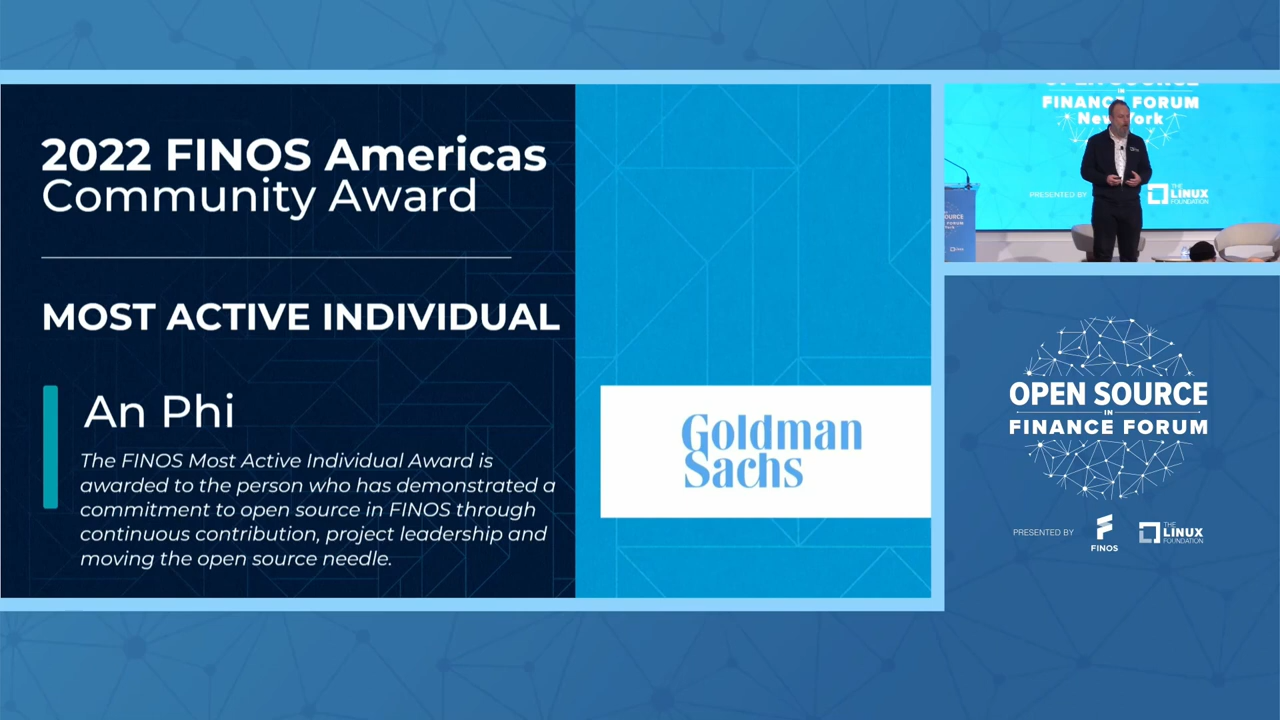 2022 FINOS Americas
Community Award
MOST ACTIVE INDIVIDUAL
An Phi
The FINOS Most Active Individual Award is
awarded to the person who has demonstrated a
commitment to open source in FINOS through
continuous contribution, project leadership and
moving the open source needle.
Goldman
Sachs
OPEN SOURCE
IN
FINANCE FORUM
New York
PRESENTED BY
THE
LINUX
FOUNDATION
OPEN SOURCE
IN
FINANCE FORUM
PRESENTED BY
FINOS
THE
LINUX
FOUNDATION